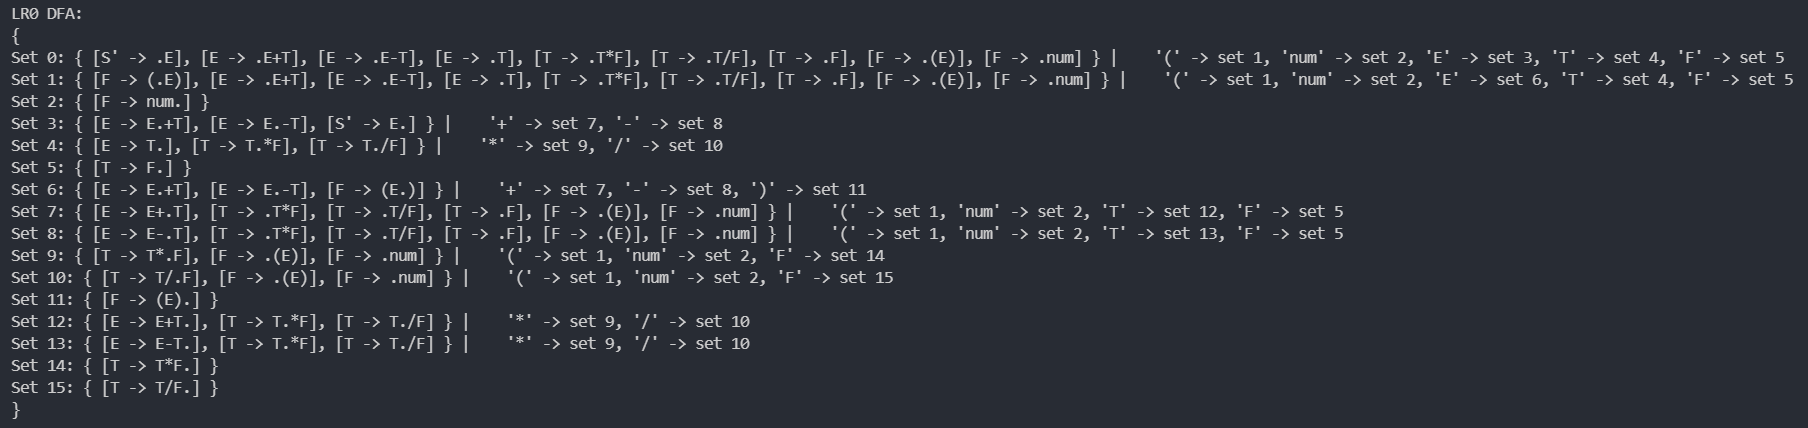 LR0 DFA:
{
Set 0: { [S' -> .E], [E -> .E+T], [E -> .E-T], [E -> .T], [T -> .T*F], [T -> .T/F], [T -> .F], [F -> .(E)], [F -> .num] } |    '(' -> set 1, 'num' -> set 2, 'E' -> set 3, 'T' -> set 4, 'F' -> set 5
Set 1: { [F -> (.E)], [E -> .E+T], [E -> .E-T], [E -> .T], [T -> .T*F], [T -> .T/F], [T -> .F], [F -> .(E)], [F -> .num] } |    '(' -> set 1, 'num' -> set 2, 'E' -> set 6, 'T' -> set 4, 'F' -> set 5
Set 2: { [F -> num.] }
Set 3: { [E -> E.+T], [E -> E.-T], [S' -> E.] } |    '+' -> set 7, '-' -> set 8
Set 4: { [E -> T.], [T -> T.*F], [T -> T./F] } |    '*' -> set 9, '/' -> set 10
Set 5: { [T -> F.] }
Set 6: { [E -> E.+T], [E -> E.-T], [F -> (E.)] } |    '+' -> set 7, '-' -> set 8, ')' -> set 11
Set 7: { [E -> E+.T], [T -> .T*F], [T -> .T/F], [T -> .F], [F -> .(E)], [F -> .num] } |    '(' -> set 1, 'num' -> set 2, 'T' -> set 12, 'F' -> set 5
Set 8: { [E -> E-.T], [T -> .T*F], [T -> .T/F], [T -> .F], [F -> .(E)], [F -> .num] } |    '(' -> set 1, 'num' -> set 2, 'T' -> set 13, 'F' -> set 5
Set 9: { [T -> T*.F], [F -> .(E)], [F -> .num] } |    '(' -> set 1, 'num' -> set 2, 'F' -> set 14
Set 10: { [T -> T/.F], [F -> .(E)], [F -> .num] } |    '(' -> set 1, 'num' -> set 2, 'F' -> set 15
Set 11: { [F -> (E).] }
Set 12: { [E -> E+T.], [T -> T.*F], [T -> T./F] } |    '*' -> set 9, '/' -> set 10
Set 13: { [E -> E-T.], [T -> T.*F], [T -> T./F] } |    '*' -> set 9, '/' -> set 10
Set 14: { [T -> T*F.] }
Set 15: { [T -> T/F.] }
}